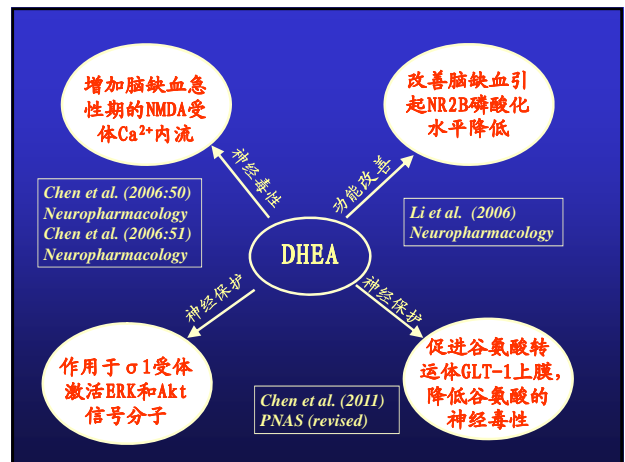 增加脑缺血急
性期的NMDA受
体Ca²⁺内流
改善脑缺血引
起NR2B磷酸化
水平降低
神经毒性
功能改善
Chen et al. (2006:50)
Neuropharmacology
Chen et al. (2006:51)
Neuropharmacology
Li et al. (2006)
Neuropharmacology
DHEA
神经保护
神经保护
作用于σ1受体
激活ERK和Akt
信号分子
促进谷氨酸转
运体GLT-1上膜,
降低谷氨酸的
神经毒性
Chen et al. (2011)
PNAS (revised)